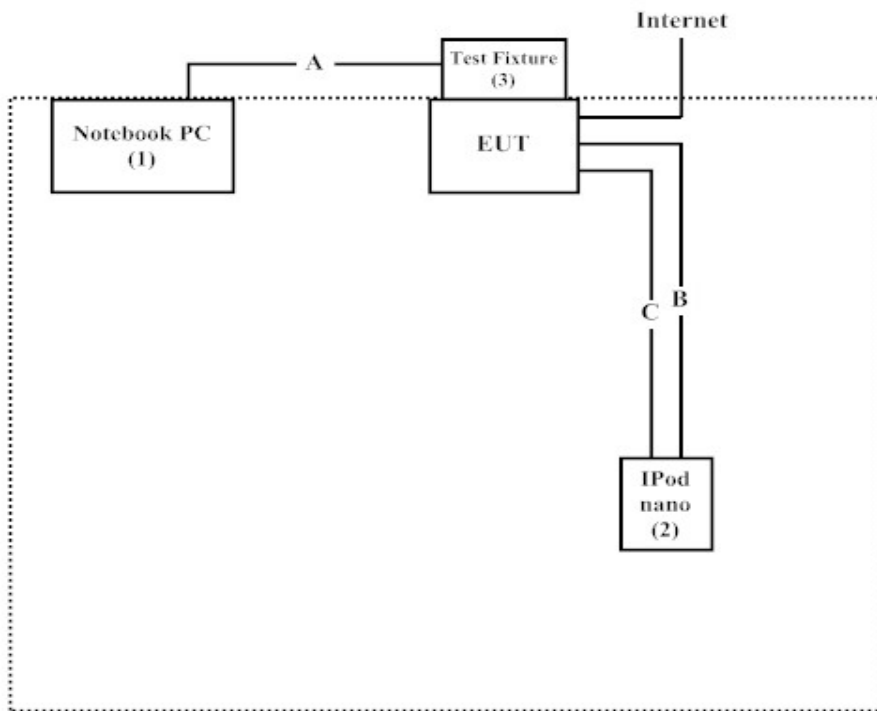 Internet
A
Test Fixture
(3)
Notebook PC
(1)
EUT
B
C
IPod
nano
(2)